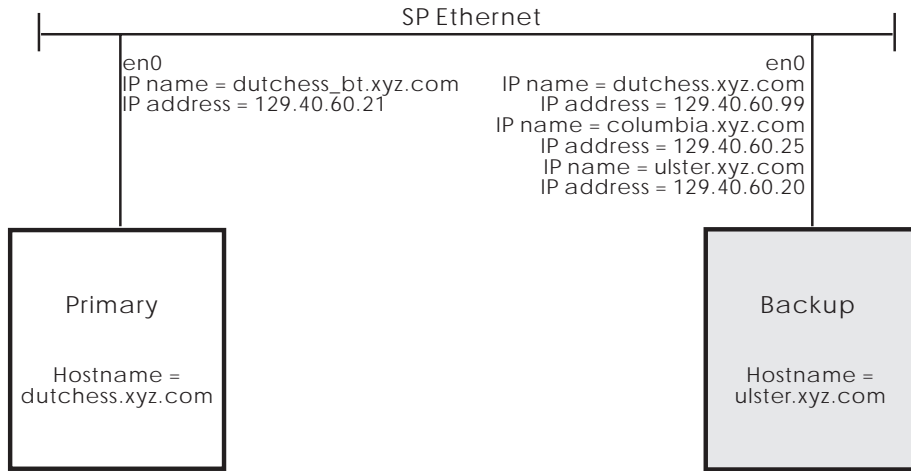 SP Ethernet
en0
IP name = dutchess_bt.xyz.com
IP address = 129.40.60.21
en0
IP name = dutchess.xyz.com
IP address = 129.40.60.99
IP name = columbia.xyz.com
IP address = 129.40.60.25
IP name = ulster.xyz.com
IP address = 129.40.60.20
Primary
Hostname =
dutchess.xyz.com
Backup
Hostname =
ulster.xyz.com